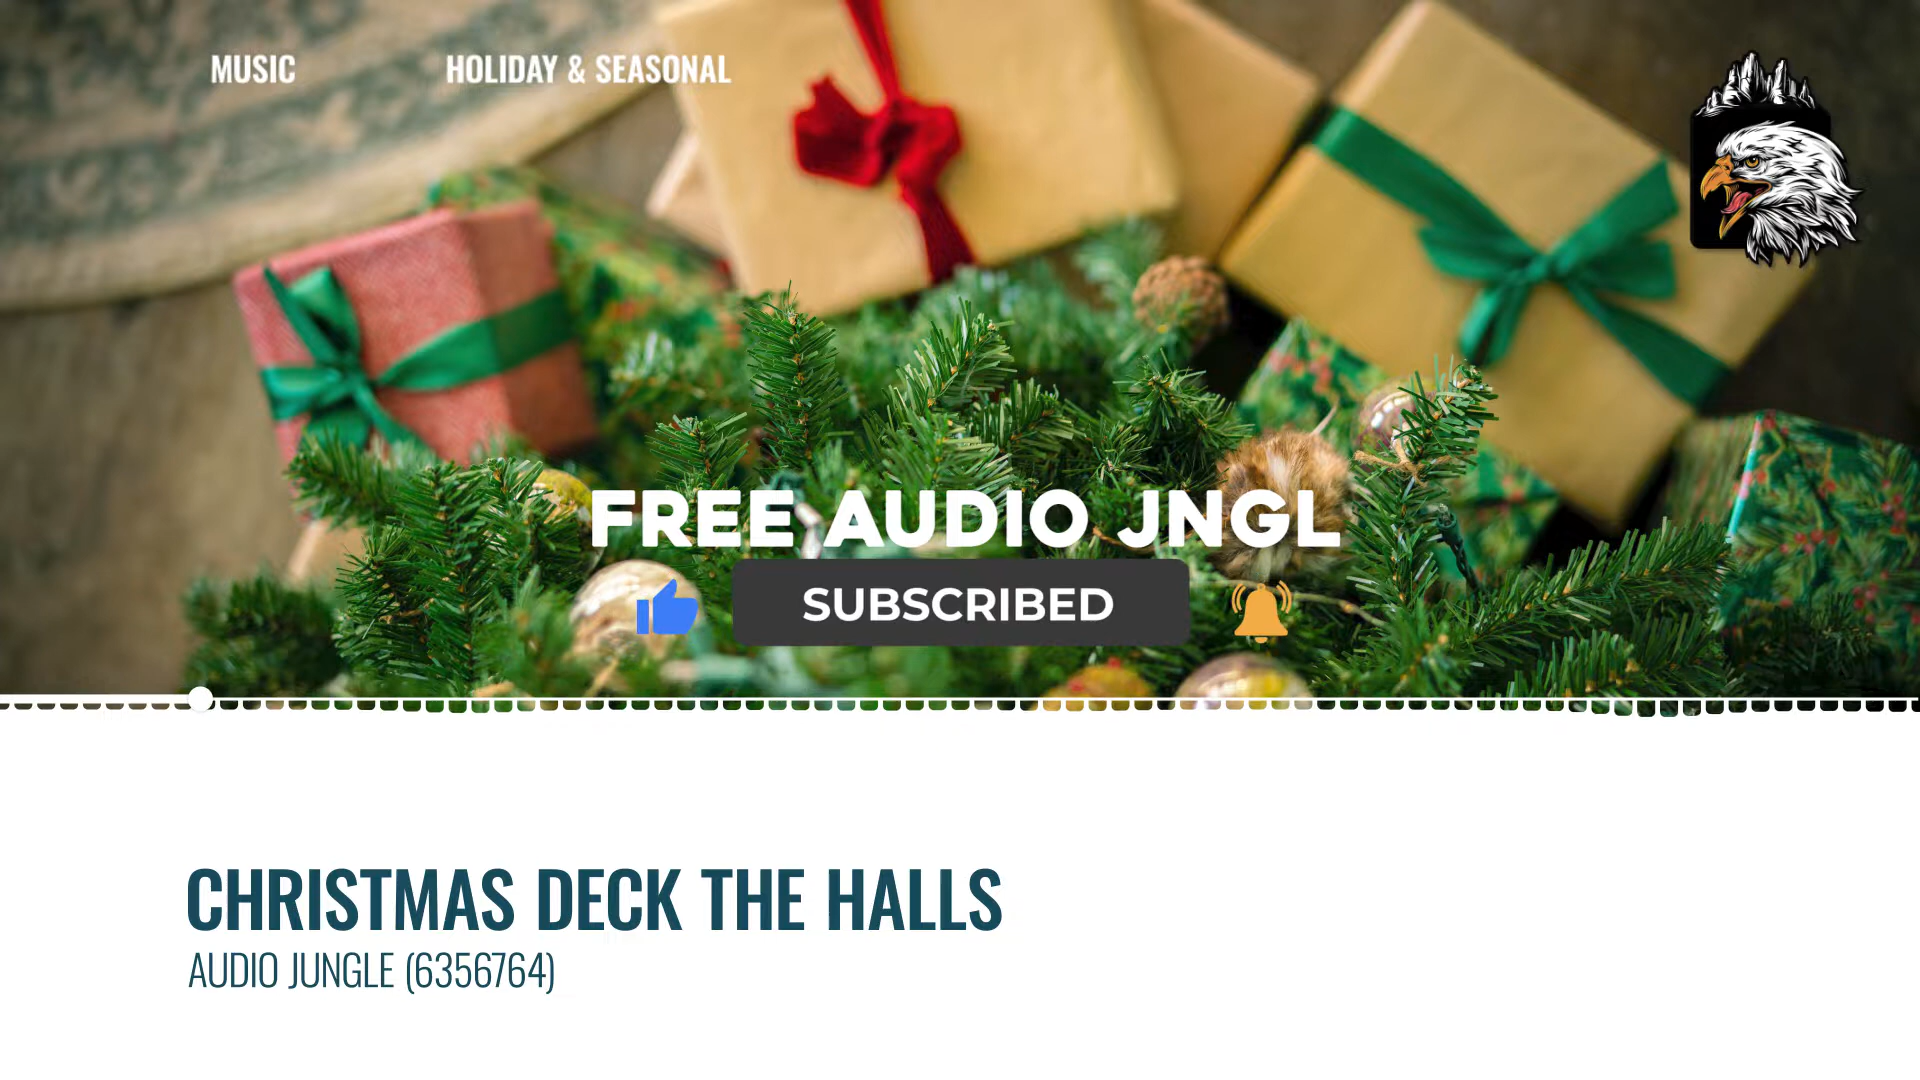 MUSIC
HOLIDAY & SEASONAL
FREE AUDIO JNGL
SUBSCRIBED
CHRISTMAS DECK THE HALLS
AUDIO JUNGLE (6356764)